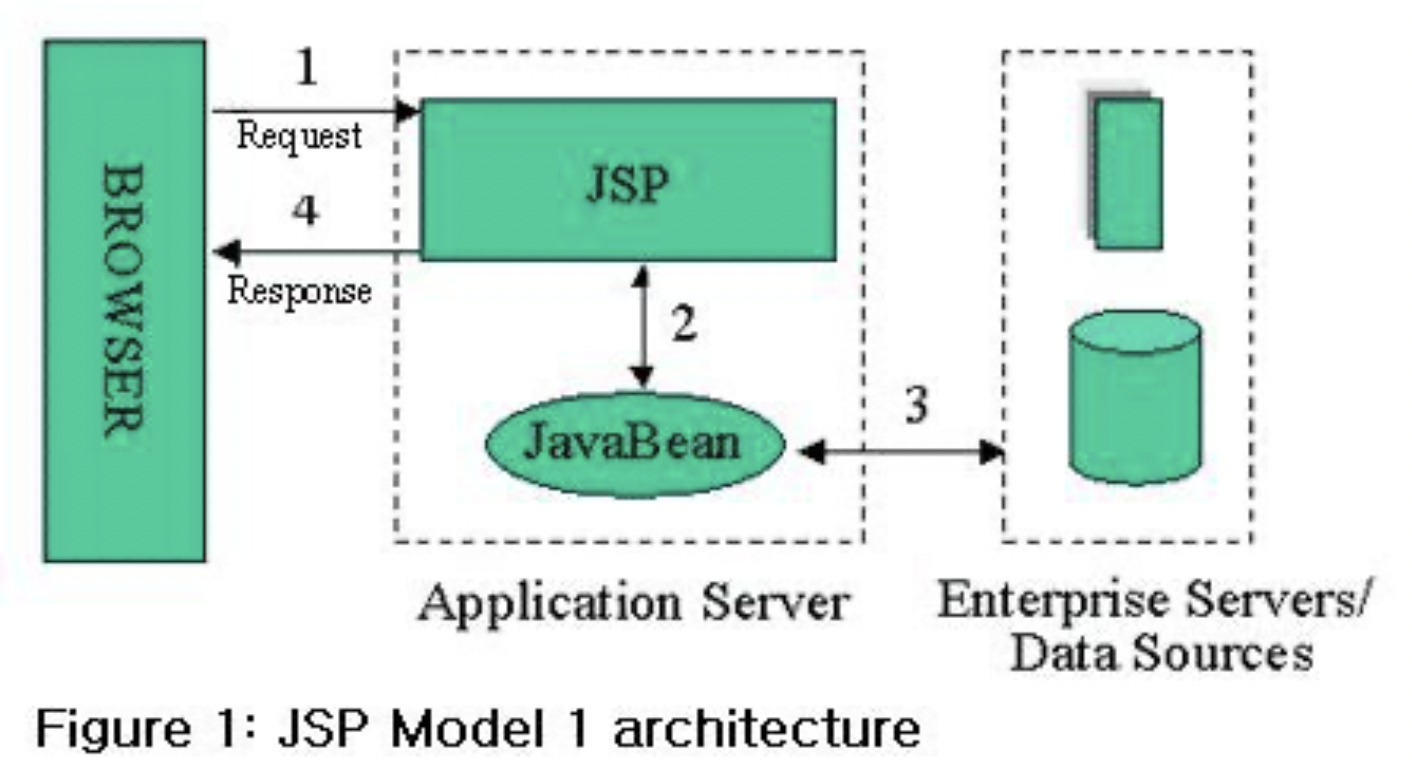 1
Request
JSP
BROWSER
4
Response
2
JavaBean
3
Application Server
Enterprise Servers/
Data Sources
Figure 1: JSP Model 1 architecture